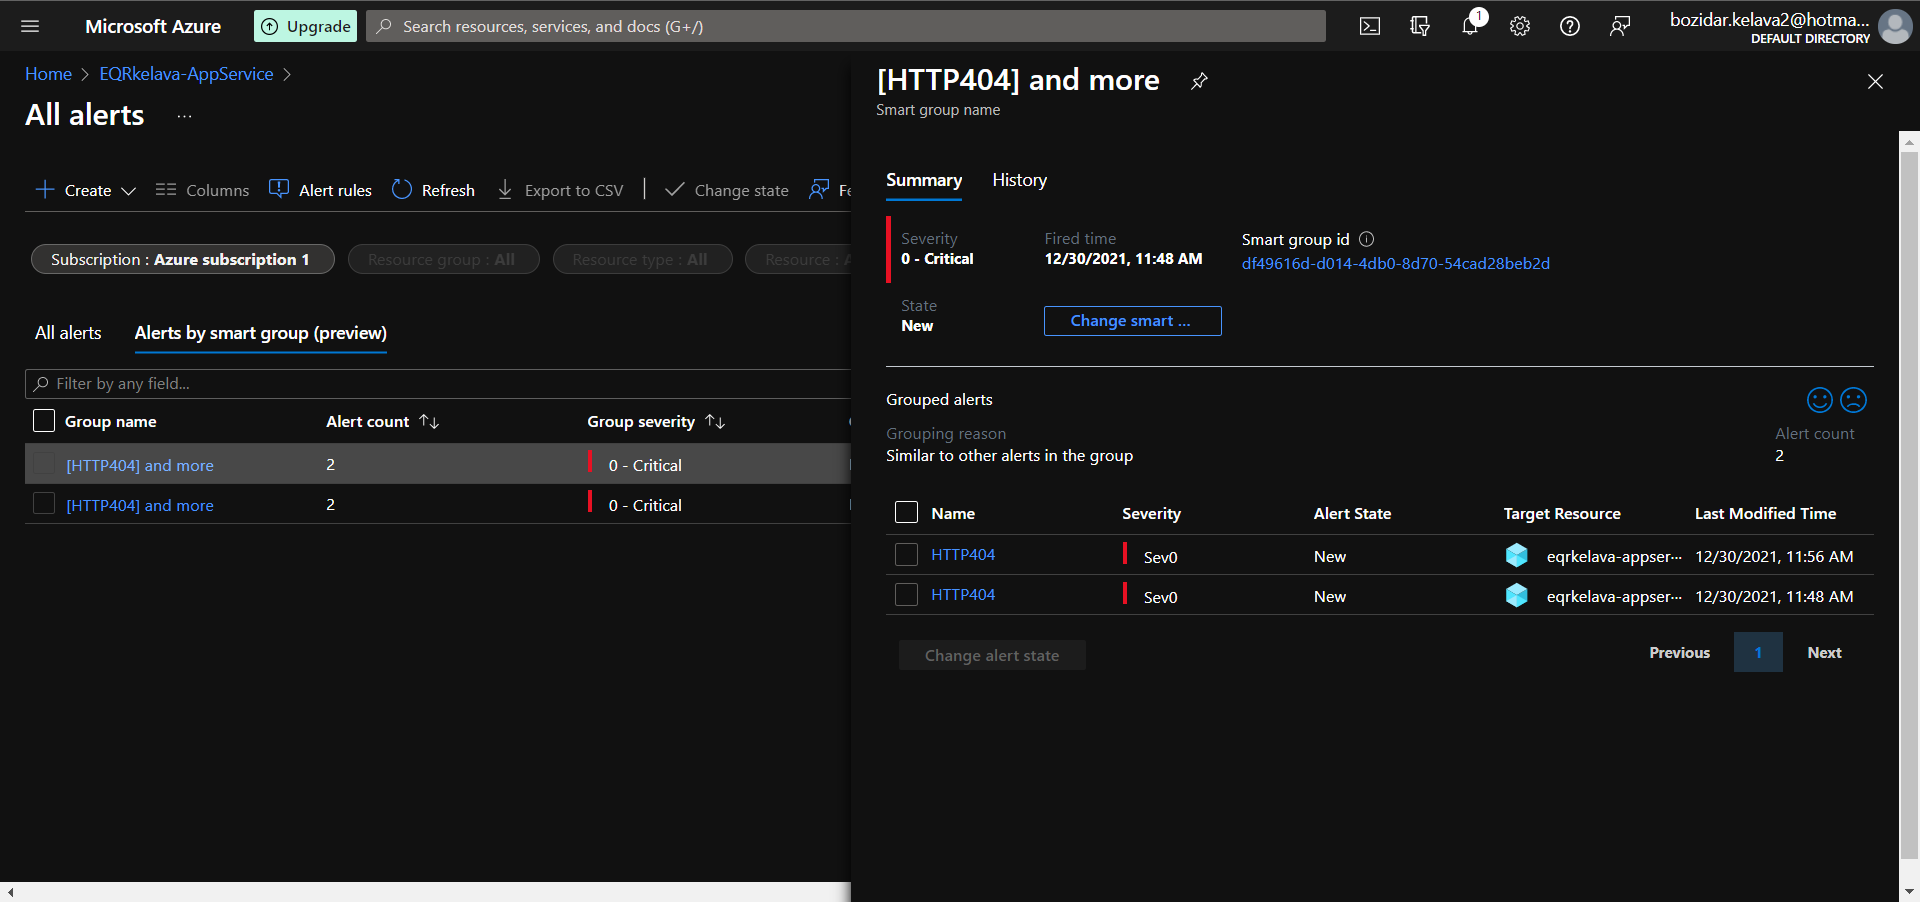 Microsoft Azure
Upgrade
Search resources, services, and docs (G+/)
1
bozidar.kelava2@hotma...
DEFAULT DIRECTORY
Home > EQRkelava-AppService >
All alerts ...
Create
Columns
Alert rules
Refresh
Export to CSV
Change state
Fe
Subscription : Azure subscription 1
Resource group : All
Resource type : All
Resource : A
All alerts
Alerts by smart group (preview)
Filter by any field...
Group name Alert count ↑↓ Group severity ↑↓
[HTTP404] and more 2 0 - Critical
[HTTP404] and more 2 0 - Critical
[HTTP404] and more
Smart group name
Summary History
Severity Fired time Smart group id
0 - Critical 12/30/2021, 11:48 AM df49616d-d014-4db0-8d70-54cad28beb2d
State
New
Change smart ...
Grouped alerts
Grouping reason Alert count
Similar to other alerts in the group 2
Name Severity Alert State Target Resource Last Modified Time
HTTP404 Sev0 New eqrkelava-appser... 12/30/2021, 11:56 AM
HTTP404 Sev0 New eqrkelava-appser... 12/30/2021, 11:48 AM
Change alert state
Previous 1 Next